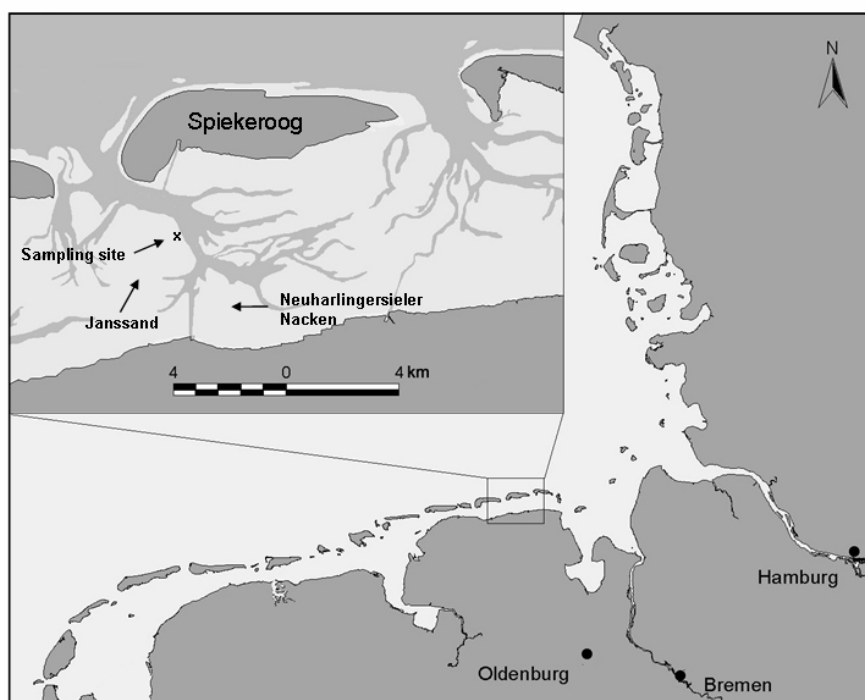 N
Spiekeroog
Sampling site
x
Janssand
Neuharlingersieler
Nacken
4 0 4 km
Hamburg
Oldenburg
Bremen